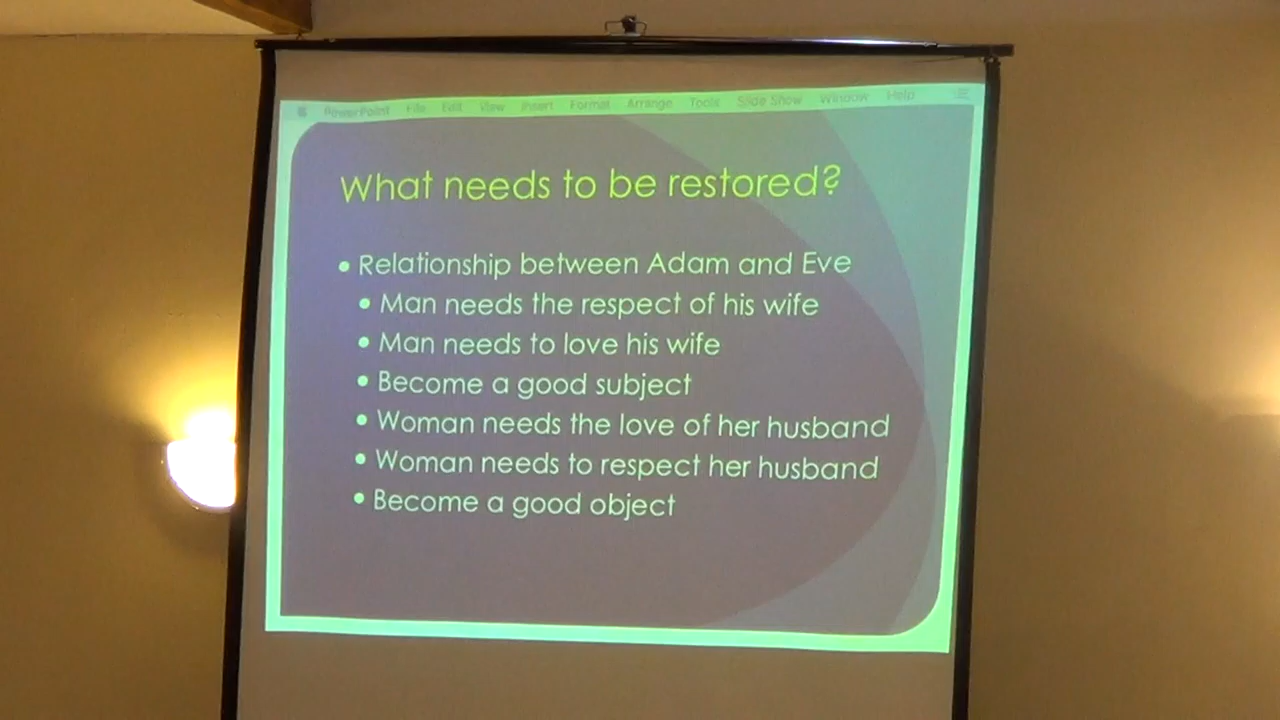 PowerPoint File Edit View Insert Format Arrange Tools Slide Show Window Help
What needs to be restored?
• Relationship between Adam and Eve
• Man needs the respect of his wife
• Man needs to love his wife
• Become a good subject
• Woman needs the love of her husband
• Woman needs to respect her husband
• Become a good object